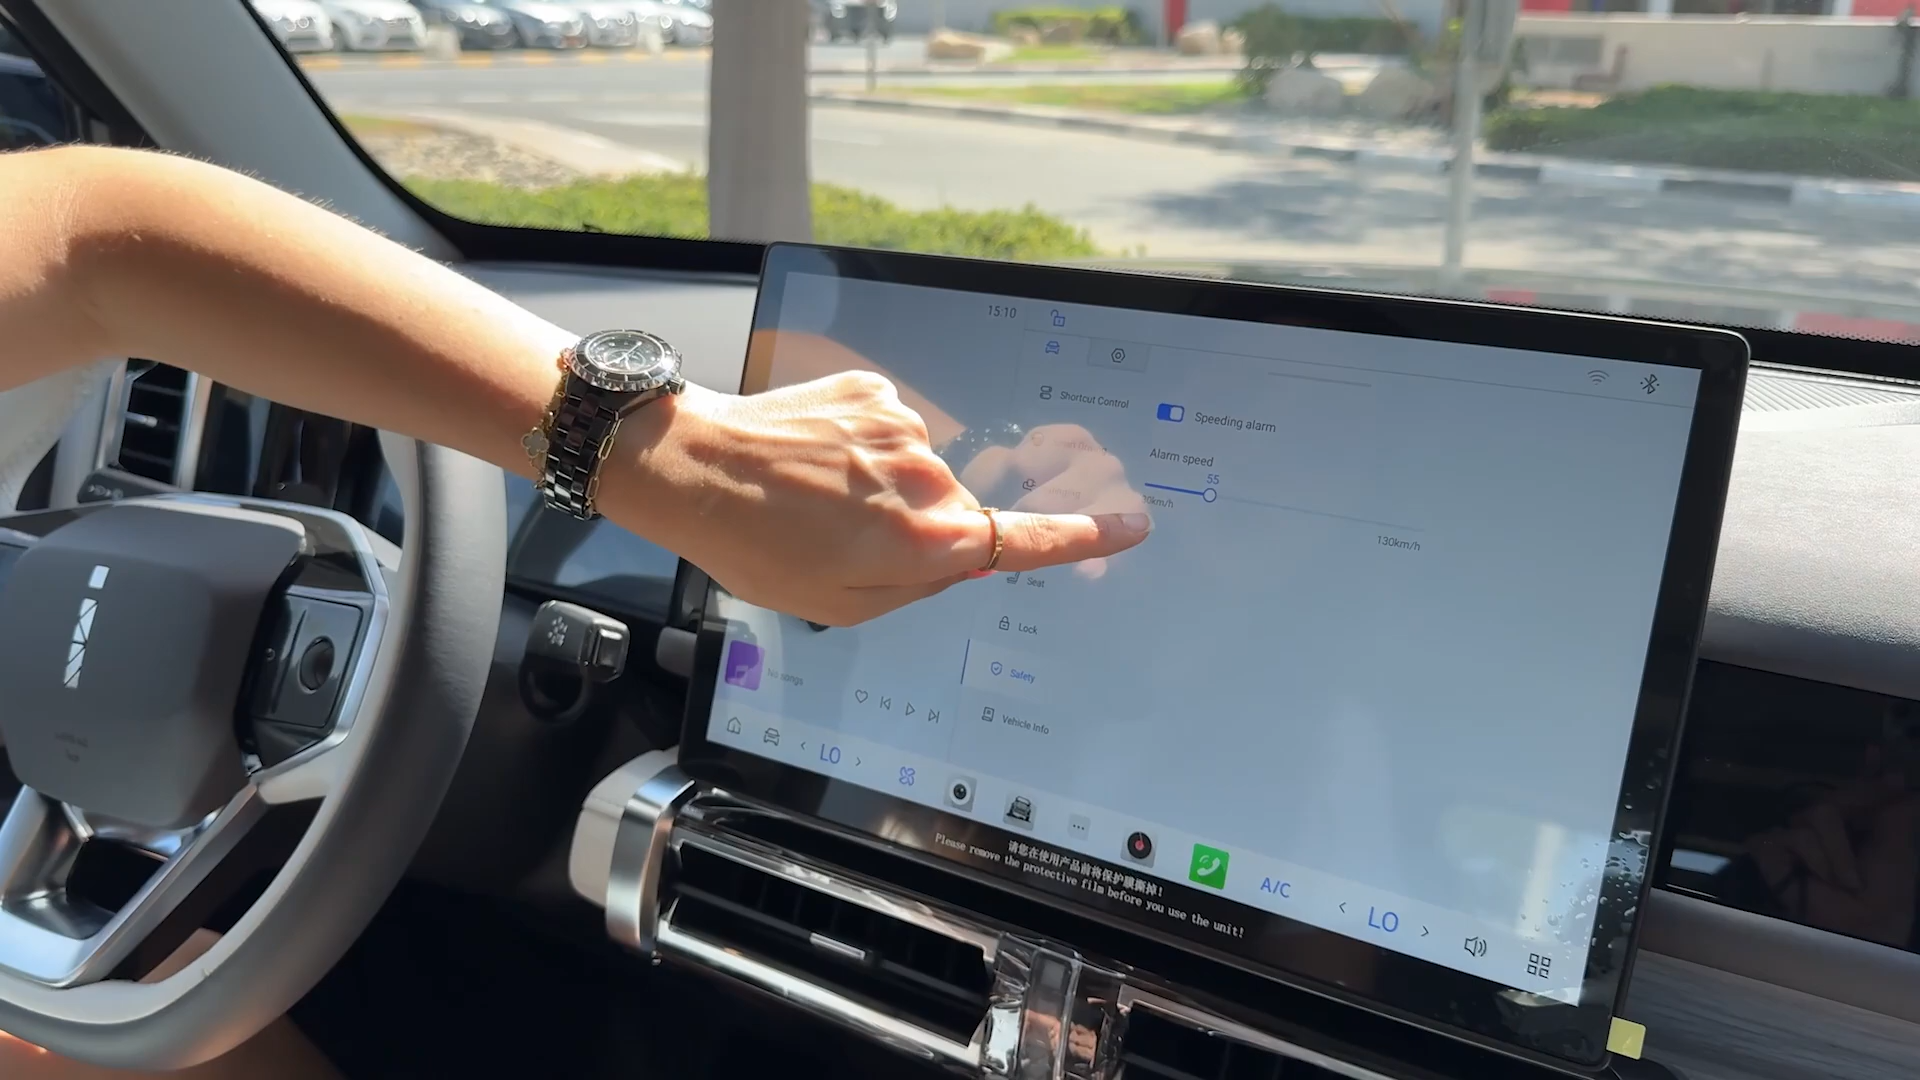 15:10
Shortcut Control
Speeding alarm
Alarm speed
55
30km/h
130km/h
Seat
Lock
Safety
Vehicle Info
No songs
LO
A/C
LO
请您在使用产品前将保护膜撕掉!
Please remove the protective film before you use the unit!